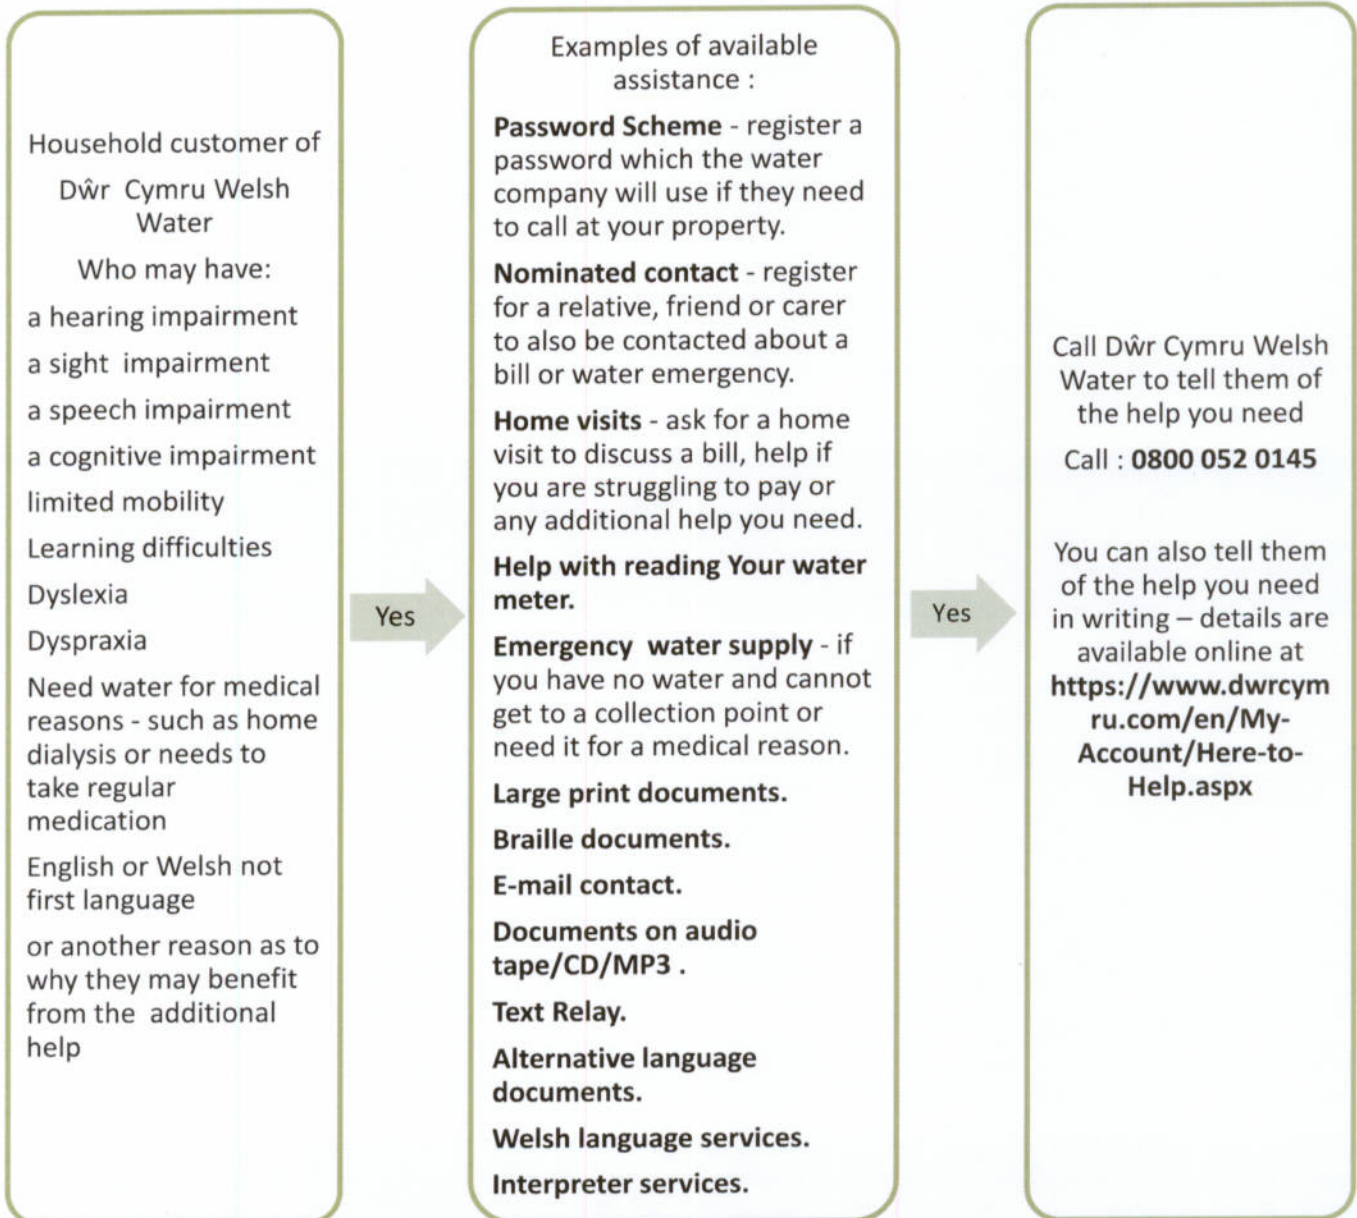 Household customer of
Dŵr Cymru Welsh
Water
Who may have:
a hearing impairment
a sight impairment
a speech impairment
a cognitive impairment
limited mobility
Learning difficulties
Dyslexia
Dyspraxia
Need water for medical
reasons - such as home
dialysis or needs to
take regular
medication
English or Welsh not
first language
or another reason as to
why they may benefit
from the additional
help
Yes
Examples of available
assistance :
Password Scheme - register a
password which the water
company will use if they need
to call at your property.
Nominated contact - register
for a relative, friend or carer
to also be contacted about a
bill or water emergency.
Home visits - ask for a home
visit to discuss a bill, help if
you are struggling to pay or
any additional help you need.
Help with reading Your water
meter.
Emergency water supply - if
you have no water and cannot
get to a collection point or
need it for a medical reason.
Large print documents.
Braille documents.
E-mail contact.
Documents on audio
tape/CD/MP3 .
Text Relay.
Alternative language
documents.
Welsh language services.
Interpreter services.
Yes
Call Dŵr Cymru Welsh
Water to tell them of
the help you need
Call : 0800 052 0145
You can also tell them
of the help you need
in writing – details are
available online at
https://www.dwrcym
ru.com/en/My-
Account/Here-to-
Help.aspx